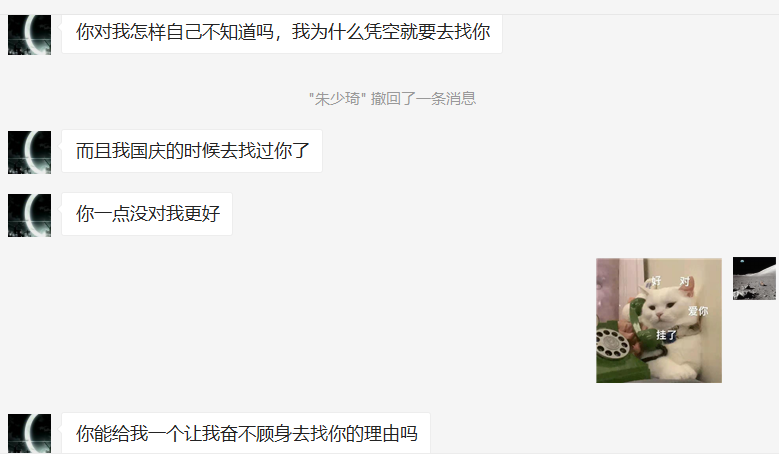 你对我怎样自己不知道吗，我为什么凭空就要去找你
"朱少琦" 撤回了一条消息
而且我国庆的时候去找过你了
你一点没对我更好
好 对
爱你
挂了
你能给我一个让我奋不顾身去找你的理由吗